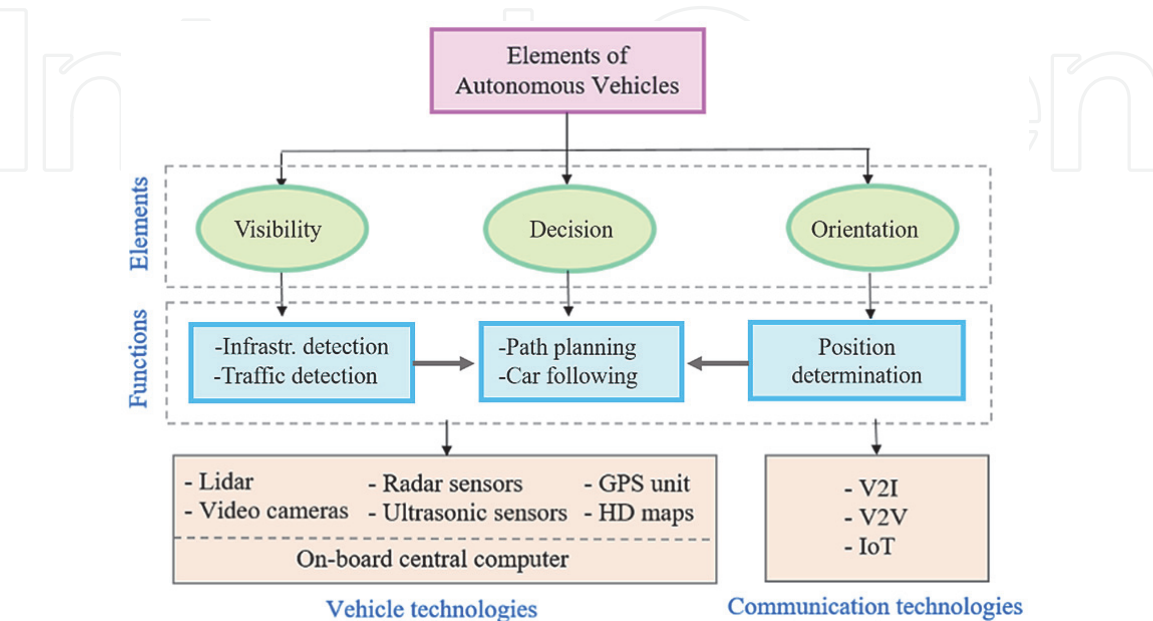 Elements of
Autonomous Vehicles
Elements
Visibility
Decision
Orientation
Functions
-Infrastr. detection
-Traffic detection
-Path planning
-Car following
Position
determination
- Lidar
- Radar sensors
- GPS unit
- Video cameras
- Ultrasonic sensors
- HD maps
On-board central computer
- V2I
- V2V
- IoT
Vehicle technologies
Communication technologies